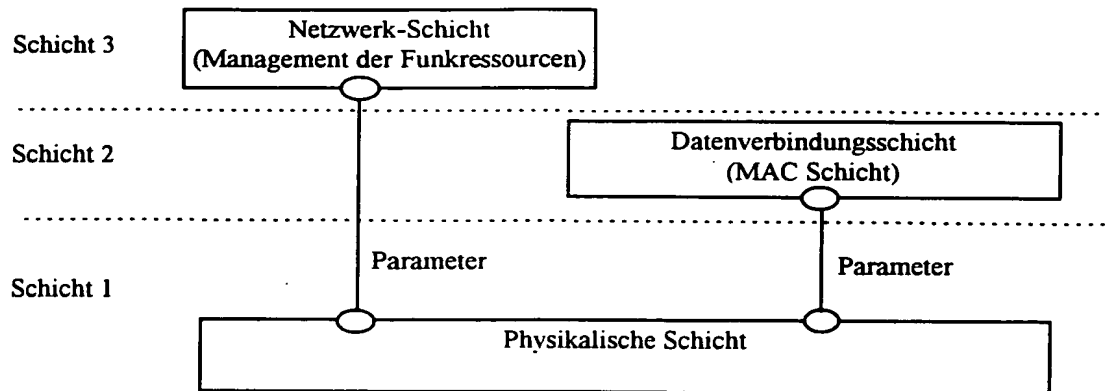 Schicht 3
Netzwerk-Schicht
(Management der Funkressourcen)
Schicht 2
Datenverbindungsschicht
(MAC Schicht)
Parameter
Parameter
Schicht 1
Physikalische Schicht